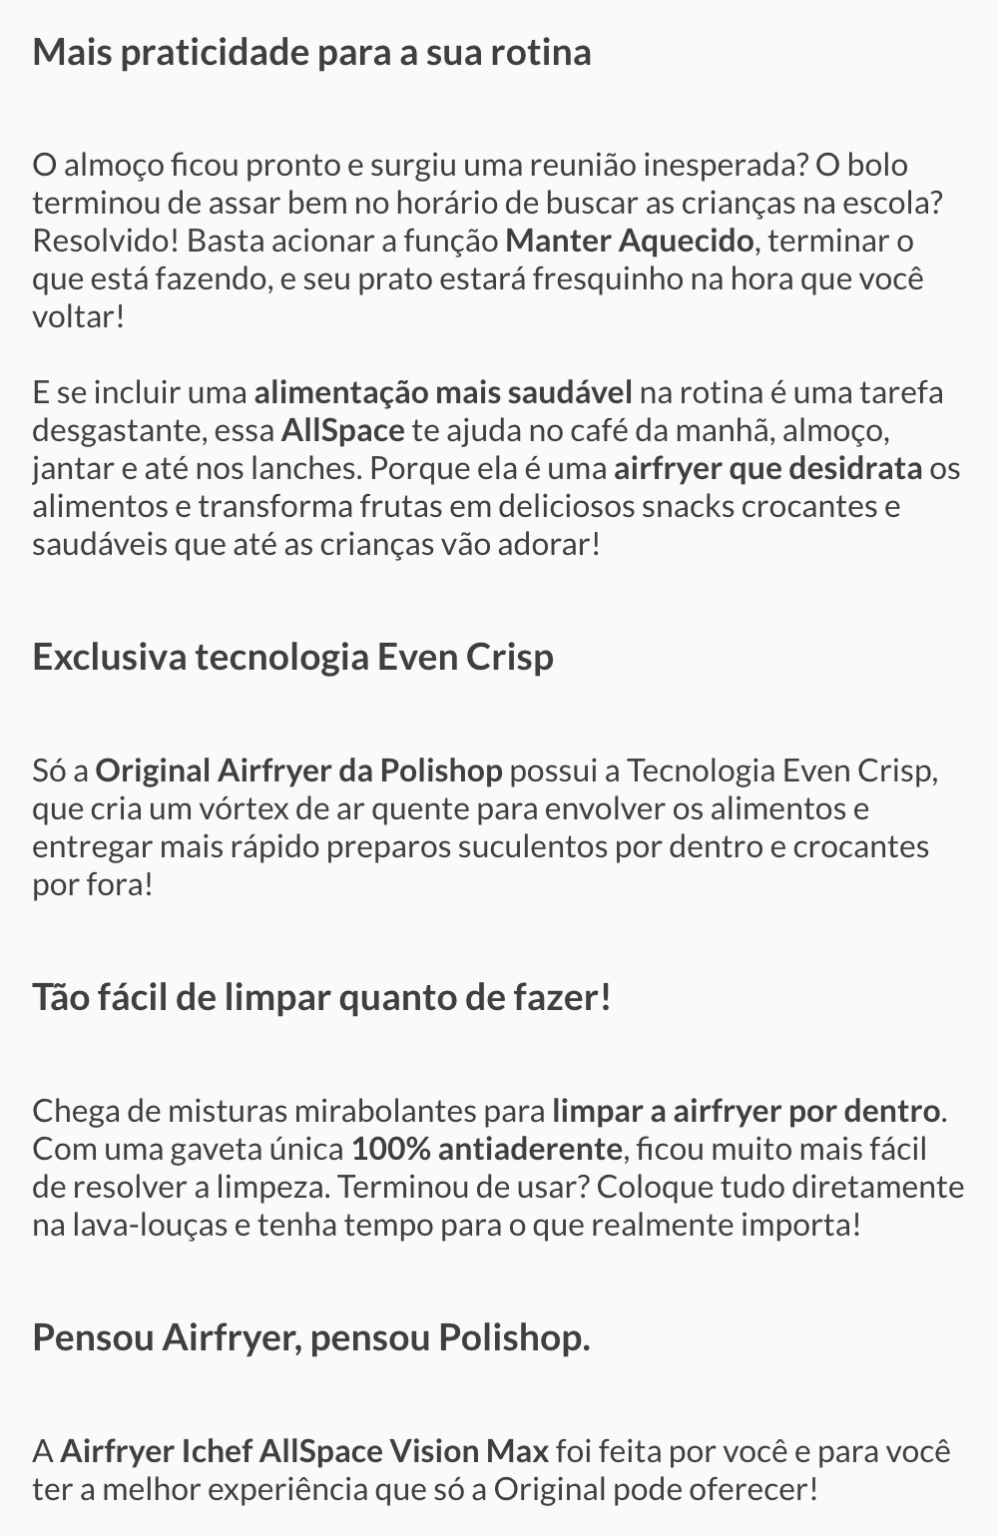 Mais praticidade para a sua rotina
O almoço ficou pronto e surgiu uma reunião inesperada? O bolo
terminou de assar bem no horário de buscar as crianças na escola?
Resolvido! Basta acionar a função Manter Aquecido, terminar o
que está fazendo, e seu prato estará fresquinho na hora que você
voltar!
E se incluir uma alimentação mais saudável na rotina é uma tarefa
desgastante, essa AllSpace te ajuda no café da manhã, almoço,
jantar e até nos lanches. Porque ela é uma airfryer que desidrata os
alimentos e transforma frutas em deliciosos snacks crocantes e
saudáveis que até as crianças vão adorar!
Exclusiva tecnologia Even Crisp
Só a Original Airfryer da Polishop possui a Tecnologia Even Crisp,
que cria um vórtex de ar quente para envolver os alimentos e
entregar mais rápido preparos suculentos por dentro e crocantes
por fora!
Tão fácil de limpar quanto de fazer!
Chega de misturas mirabolantes para limpar a airfryer por dentro.
Com uma gaveta única 100% antiaderente, ficou muito mais fácil
de resolver a limpeza. Terminou de usar? Coloque tudo diretamente
na lava-louças e tenha tempo para o que realmente importa!
Pensou Airfryer, pensou Polishop.
A Airfryer Ichef AllSpace Vision Max foi feita por você e para você
ter a melhor experiência que só a Original pode oferecer!